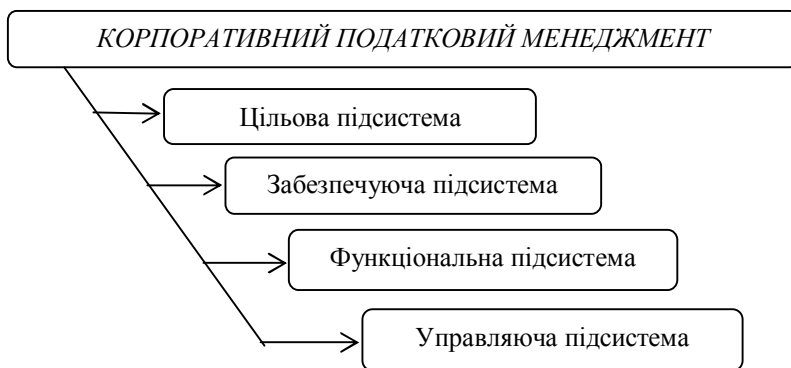 КОРПОРАТИВНИЙ ПОДАТКОВИЙ МЕНЕДЖМЕНТ
Цільова підсистема
Забезпечуюча підсистема
Функціональна підсистема
Управляюча підсистема